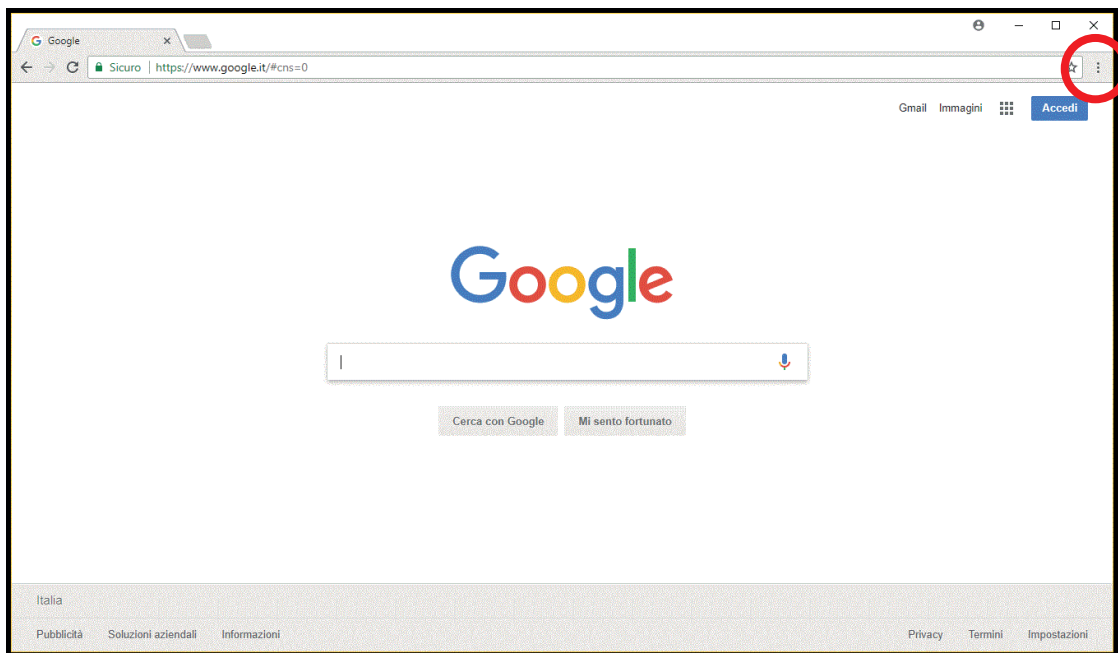 Google
Sicuro | https://www.google.it/#cns=0
Gmail Immagini Accedi
Google
Cerca con Google Mi sento fortunato
Italia
Pubblicità Soluzioni aziendali Informazioni Privacy Termini Impostazioni